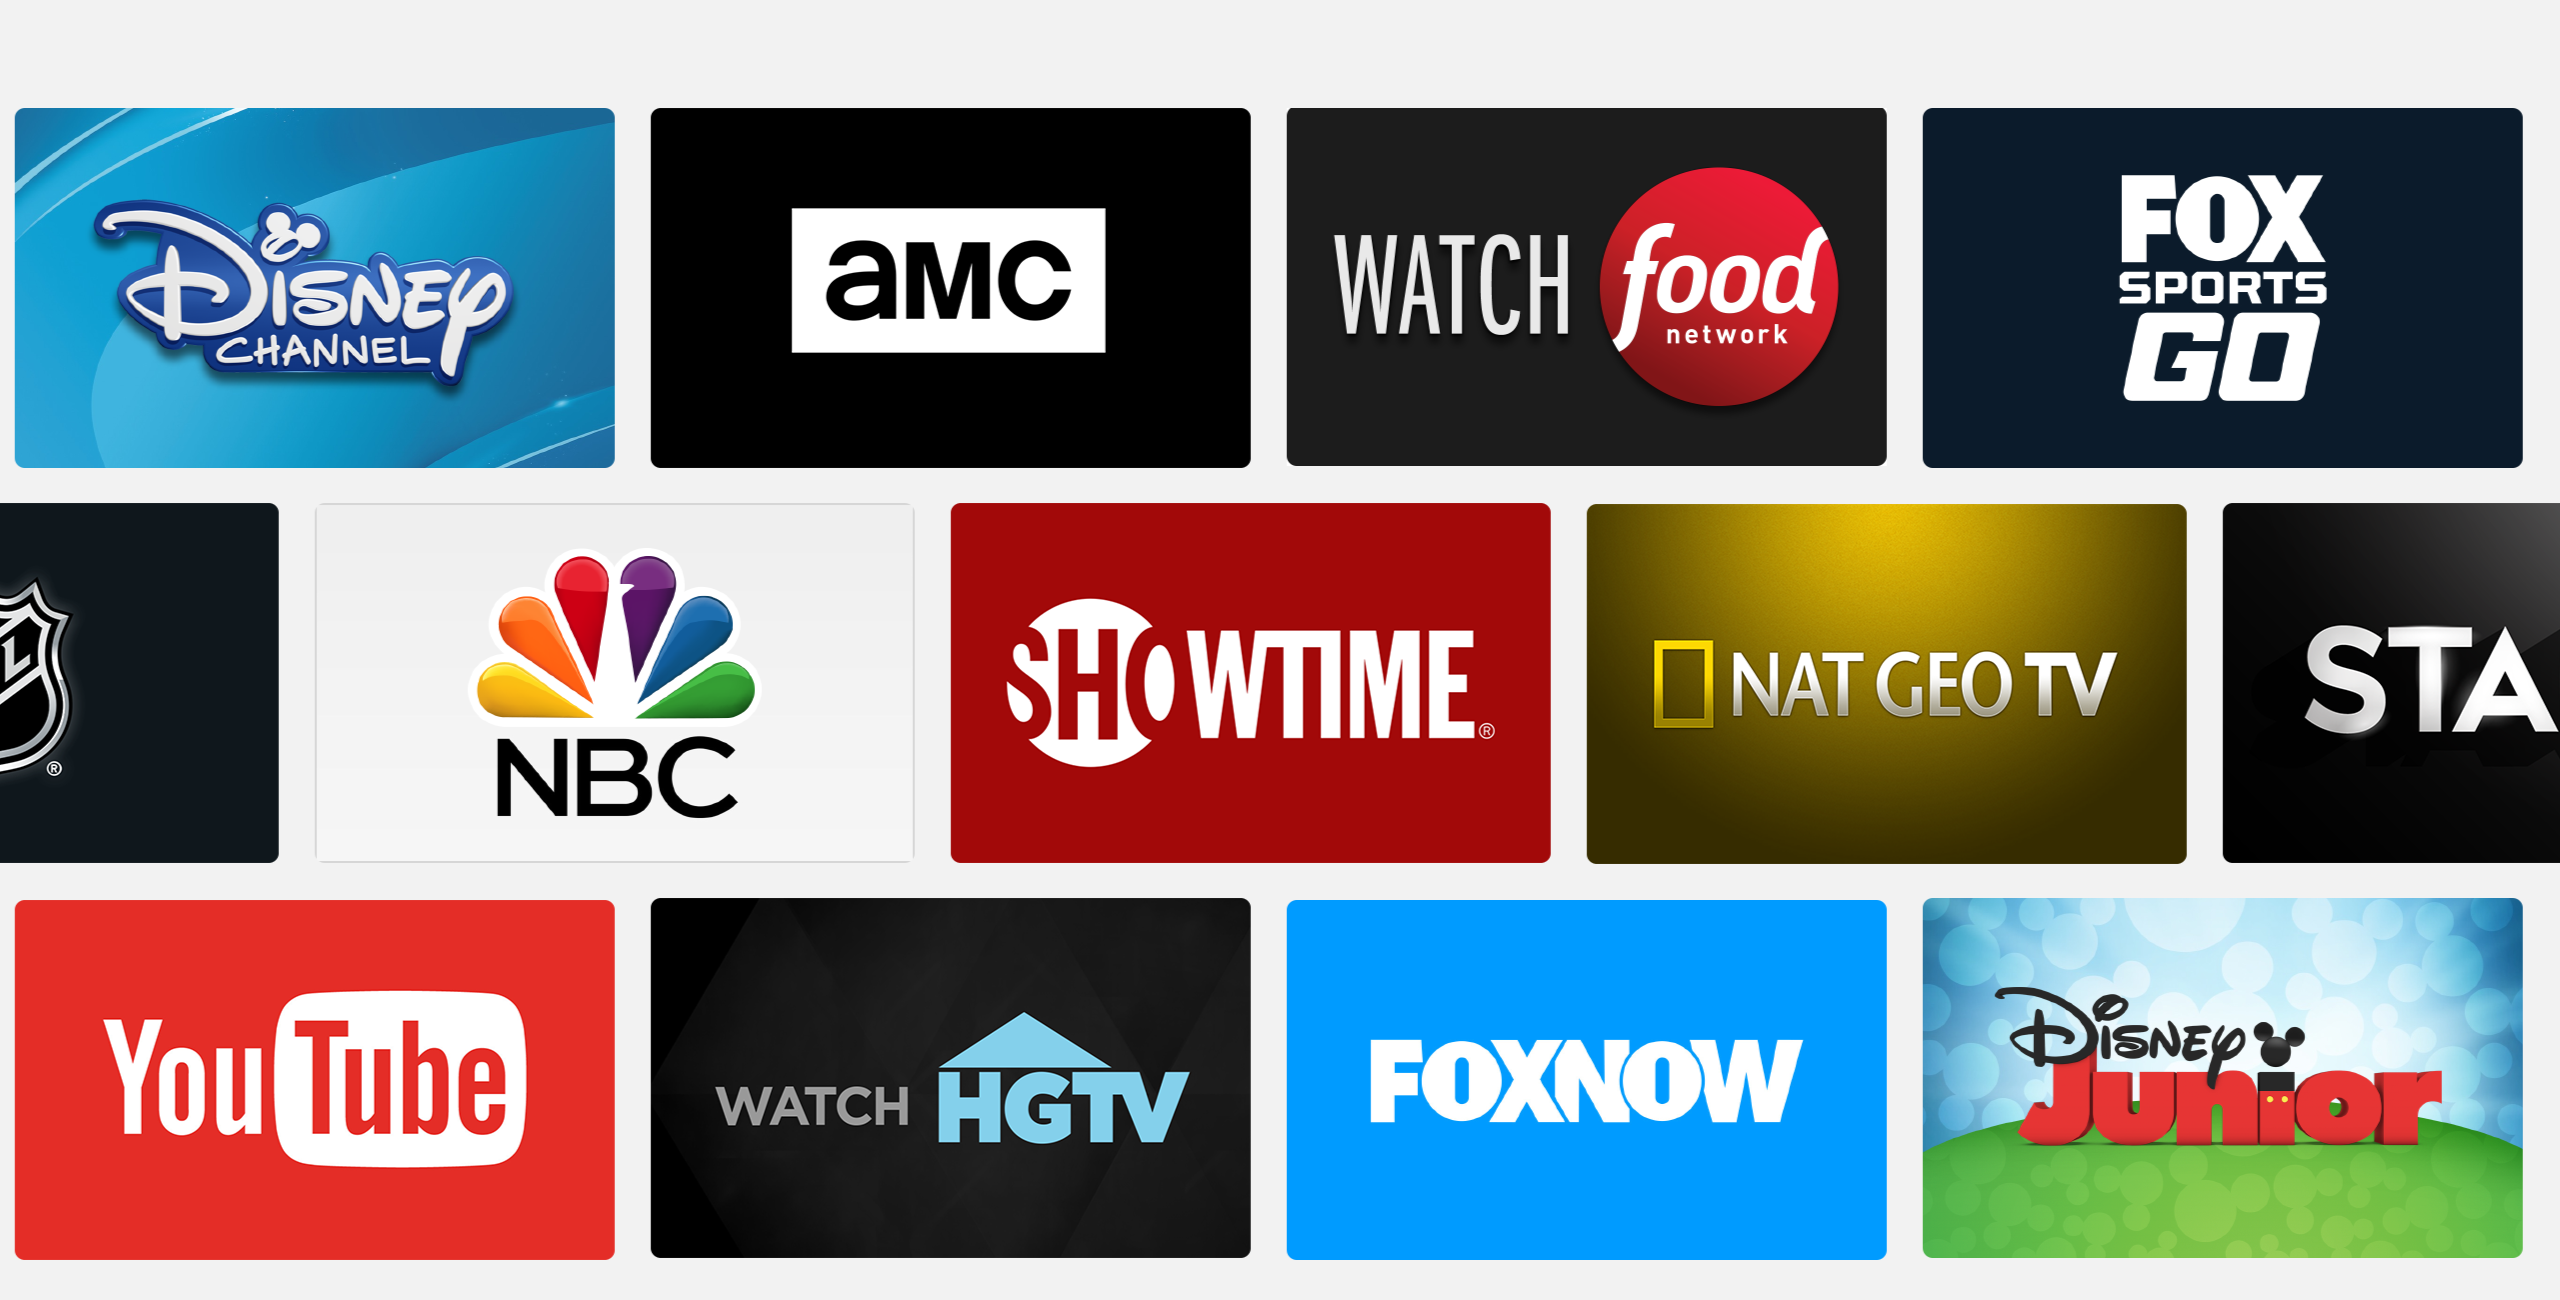 Disney
CHANNEL
aMC
WATCH food
network
FOX
SPORTS
GO
L
®
NBC
SHOWTIME®
NAT GEO TV
STA
YouTube
WATCH HGTV
FOXNOW
Disney
Junior